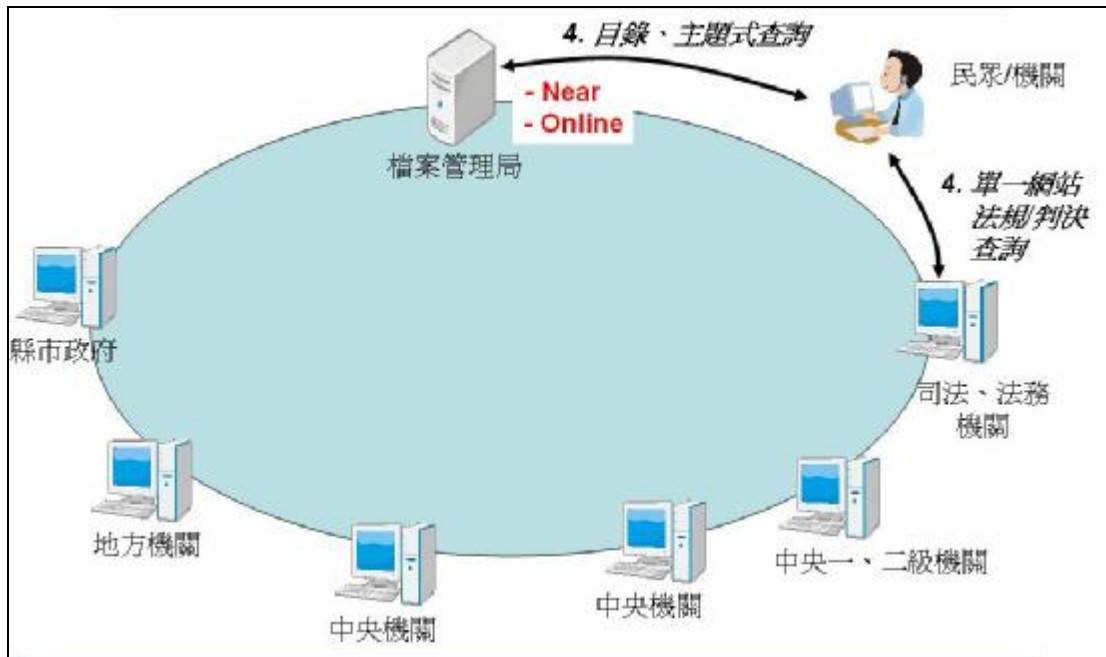 4. 目錄、主題式查詢
- Near
- Online
民眾/機關
檔案管理局
4. 單一網站
法規/判決
查詢
縣市政府
司法、法務
機關
地方機關
中央一、二級機關
中央機關
中央機關